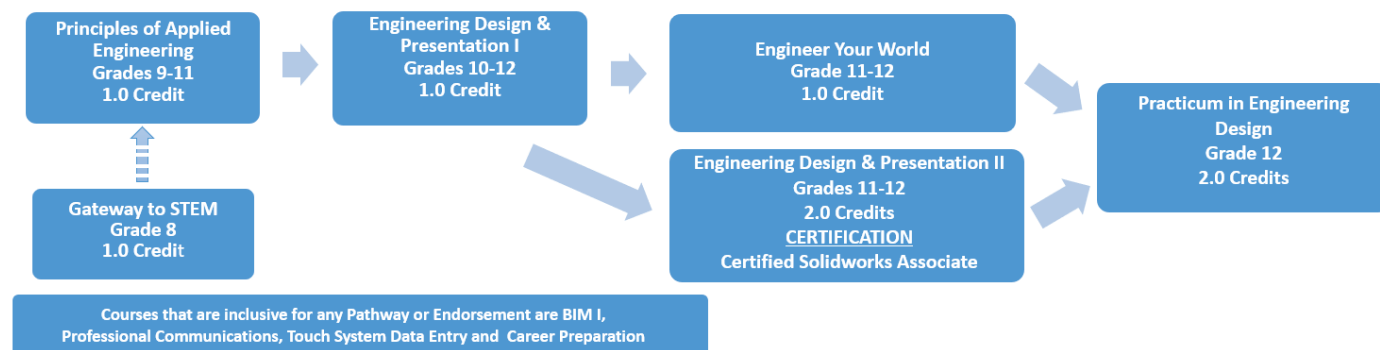 Principles of Applied
Engineering
Grades 9-11
1.0 Credit
Engineering Design &
Presentation I
Grades 10-12
1.0 Credit
Engineer Your World
Grade 11-12
1.0 Credit
Practicum in Engineering
Design
Grade 12
2.0 Credits
Gateway to STEM
Grade 8
1.0 Credit
Engineering Design & Presentation II
Grades 11-12
2.0 Credits
CERTIFICATION
Certified Solidworks Associate
Courses that are inclusive for any Pathway or Endorsement are BIM I,
Professional Communications, Touch System Data Entry and Career Preparation